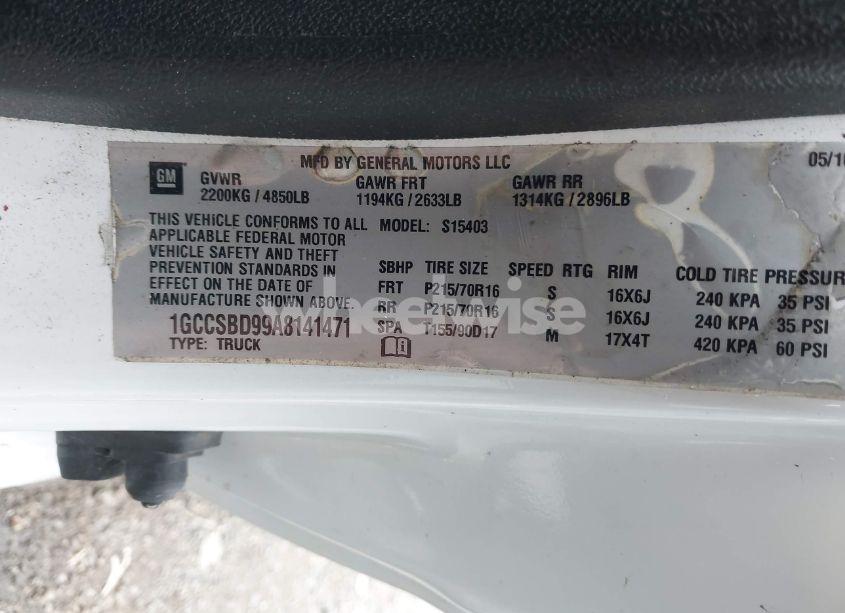 MFD BY GENERAL MOTORS LLC
05/10
GM
GVWR GAWR FRT GAWR RR
2200KG / 4850LB 1194KG / 2633LB 1314KG / 2896LB
THIS VEHICLE CONFORMS TO ALL MODEL: S15403
APPLICABLE FEDERAL MOTOR
VEHICLE SAFETY AND THEFT
PREVENTION STANDARDS IN
EFFECT ON THE DATE OF
MANUFACTURE SHOWN ABOVE.
1GCCSBD99A8141471
TYPE: TRUCK
SBHP TIRE SIZE SPEED RTG RIM COLD TIRE PRESSURE
FRT P215/70R16 S 16X6J 240 KPA 35 PSI
RR P215/70R16 S 16X6J 240 KPA 35 PSI
SPA T155/90D17 M 17X4T 420 KPA 60 PSI
wheelwise